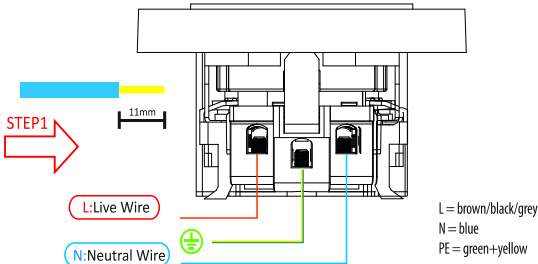 11mm
STEP1
L:Live Wire
N:Neutral Wire
L = brown/black/grey
N = blue
PE = green+yellow